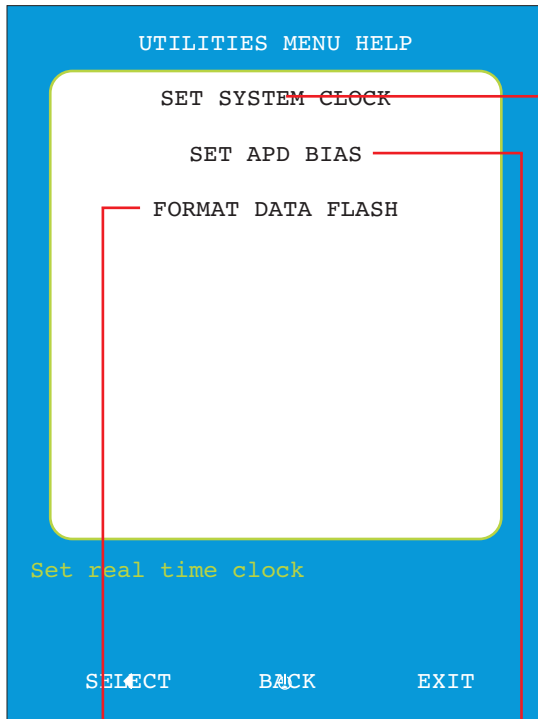 UTILITIES MENU HELP
SET SYSTEM CLOCK
SET APD BIAS
FORMAT DATA FLASH
Set real time clock
SELECT BACK EXIT